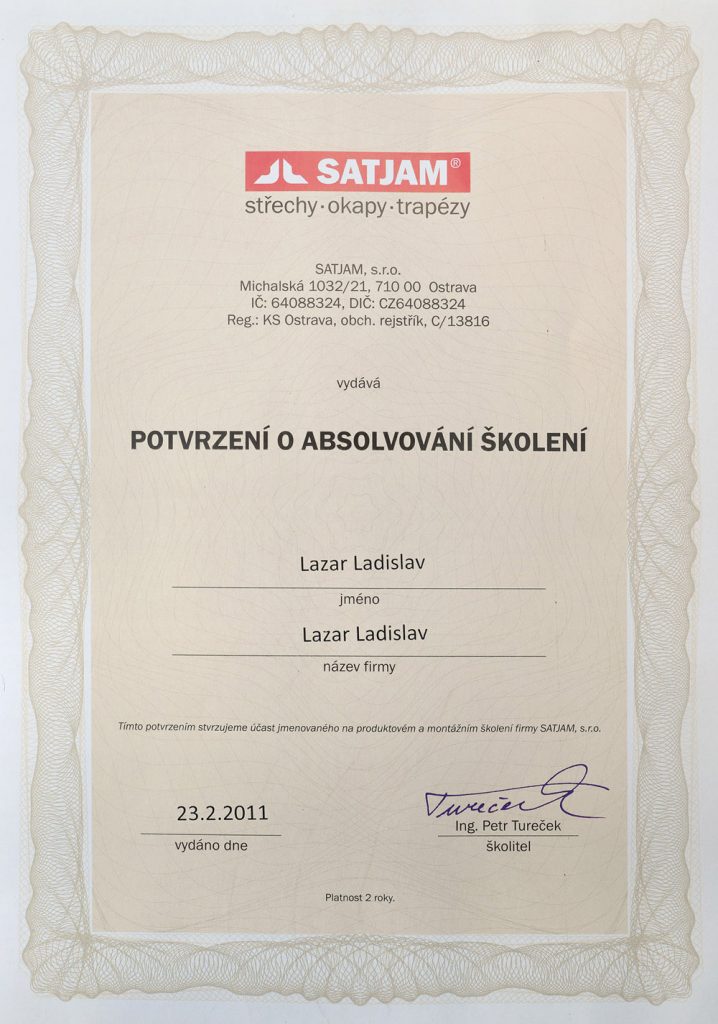 SATJAM®
střechy·okapy·trapézy
SATJAM, s.r.o.
Michalská 1032/21, 710 00 Ostrava
IČ: 64088324, DIČ: CZ64088324
Reg.: KS Ostrava, obch. rejstřík, C/13816
vydává
POTVRZENÍ O ABSOLVOVÁNÍ ŠKOLENÍ
Lazar Ladislav
jméno
Lazar Ladislav
název firmy
Tímto potvrzením stvrzujeme účast jmenovaného na produktovém a montážním školení firmy SATJAM, s.r.o.
23.2.2011
vydáno dne
Tureček
Ing. Petr Tureček
školitel
Platnost 2 roky.